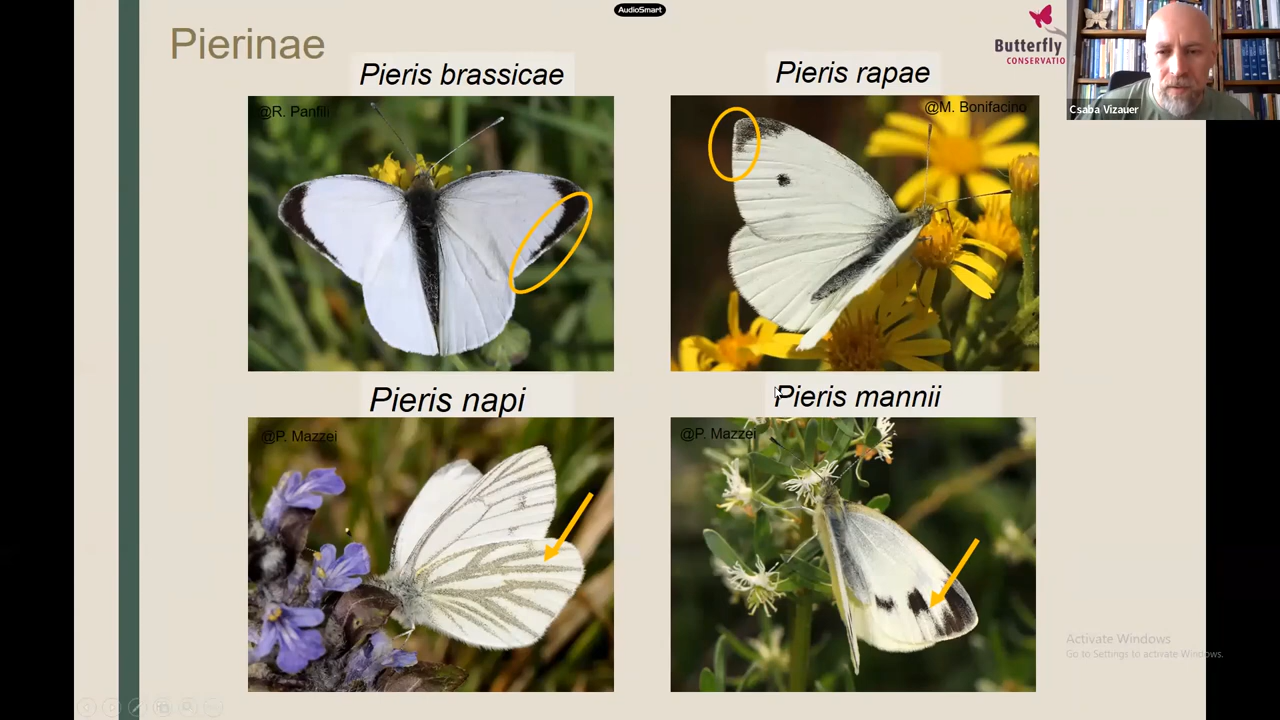 AudioSmart
Pierinae
Butterfly
CONSERVATIO
Csaba Vizauer
Pieris brassicae
Pieris rapae
@R. Panfili
@M. Bonifacino
Pieris napi
Pieris mannii
@P. Mazzei
@P. Mazzei
Activate Windows
Go to Settings to activate Windows.